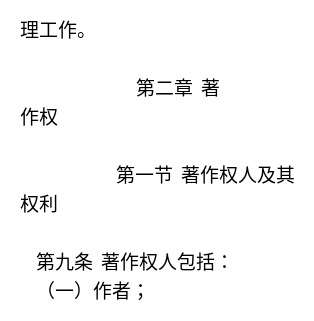 理工作。
第二章 著
作权
第一节 著作权人及其
权利
第九条 著作权人包括：
（一）作者；